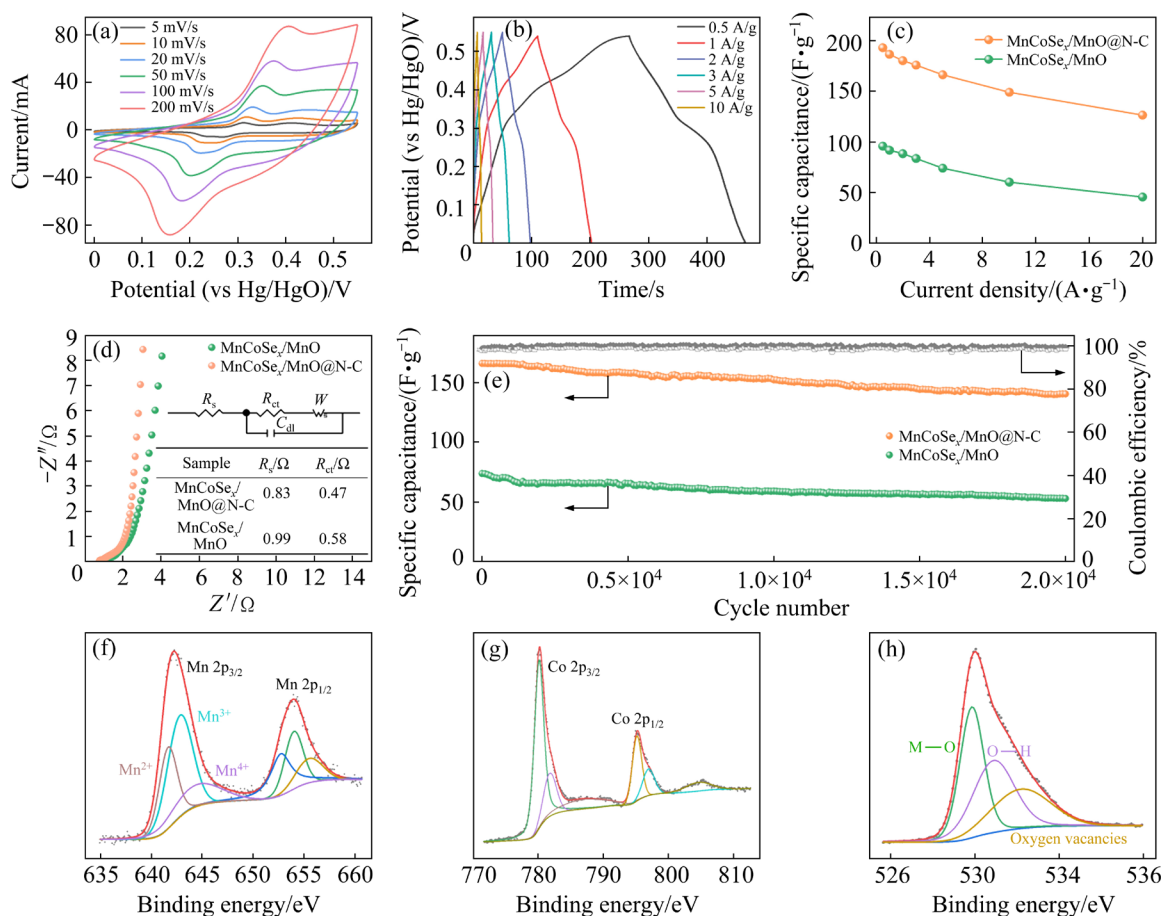 (a)
5 mV/s
10 mV/s
20 mV/s
50 mV/s
100 mV/s
200 mV/s
80
40
0
−40
−80
Current/mA
0 0.1 0.2 0.3 0.4 0.5
Potential (vs Hg/HgO)/V
(b)
0.5 A/g
1 A/g
2 A/g
3 A/g
5 A/g
10 A/g
0.5
0.4
0.3
0.2
0.1
0 100 200 300 400
Potential (vs Hg/HgO)/V
Time/s
(c)
MnCoSeₓ/MnO@N-C
MnCoSeₓ/MnO
200
150
100
50
0
Specific capacitance/(F•g⁻¹)
0 4 8 12 16 20
Current density/(A•g⁻¹)
(d)
MnCoSeₓ/MnO
MnCoSeₓ/MnO@N-C
9
8
7
6
5
4
3
2
1
0
−Z″/Ω
Rs Rct Ws
Cdl
Sample Rs/Ω Rct/Ω
MnCoSeₓ/
MnO@N-C 0.83 0.47
MnCoSeₓ/
MnO 0.99 0.58
0 2 4 6 8 10 12 14
Z′/Ω
(e)
150
100
50
0
Specific capacitance/(F•g⁻¹)
MnCoSeₓ/MnO@N-C
MnCoSeₓ/MnO
100
80
60
40
20
0
Coulombic efficiency/%
0 0.5×10⁴ 1.0×10⁴ 1.5×10⁴ 2.0×10⁴
Cycle number
(f)
Mn 2p3/2
Mn 2p1/2
Mn³⁺
Mn²⁺
Mn⁴⁺
635 640 645 650 655 660
Binding energy/eV
(g)
Co 2p3/2
Co 2p1/2
770 780 790 800 810
Binding energy/eV
(h)
M—O
O—H
Oxygen vacancies
526 530 534 536
Binding energy/eV